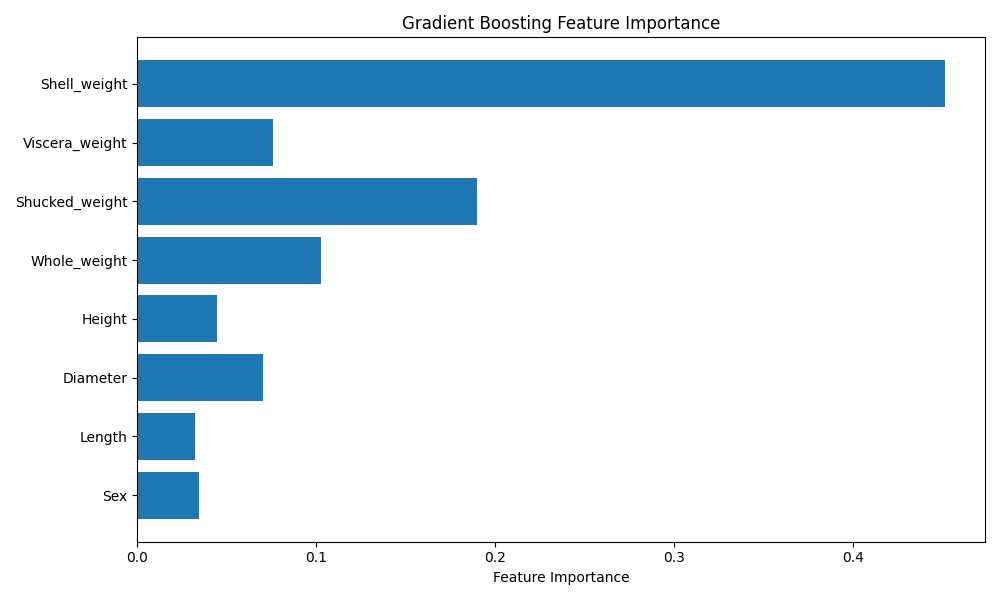 Gradient Boosting Feature Importance
Shell_weight
Viscera_weight
Shucked_weight
Whole_weight
Height
Diameter
Length
Sex
0.0 0.1 0.2 0.3 0.4
Feature Importance